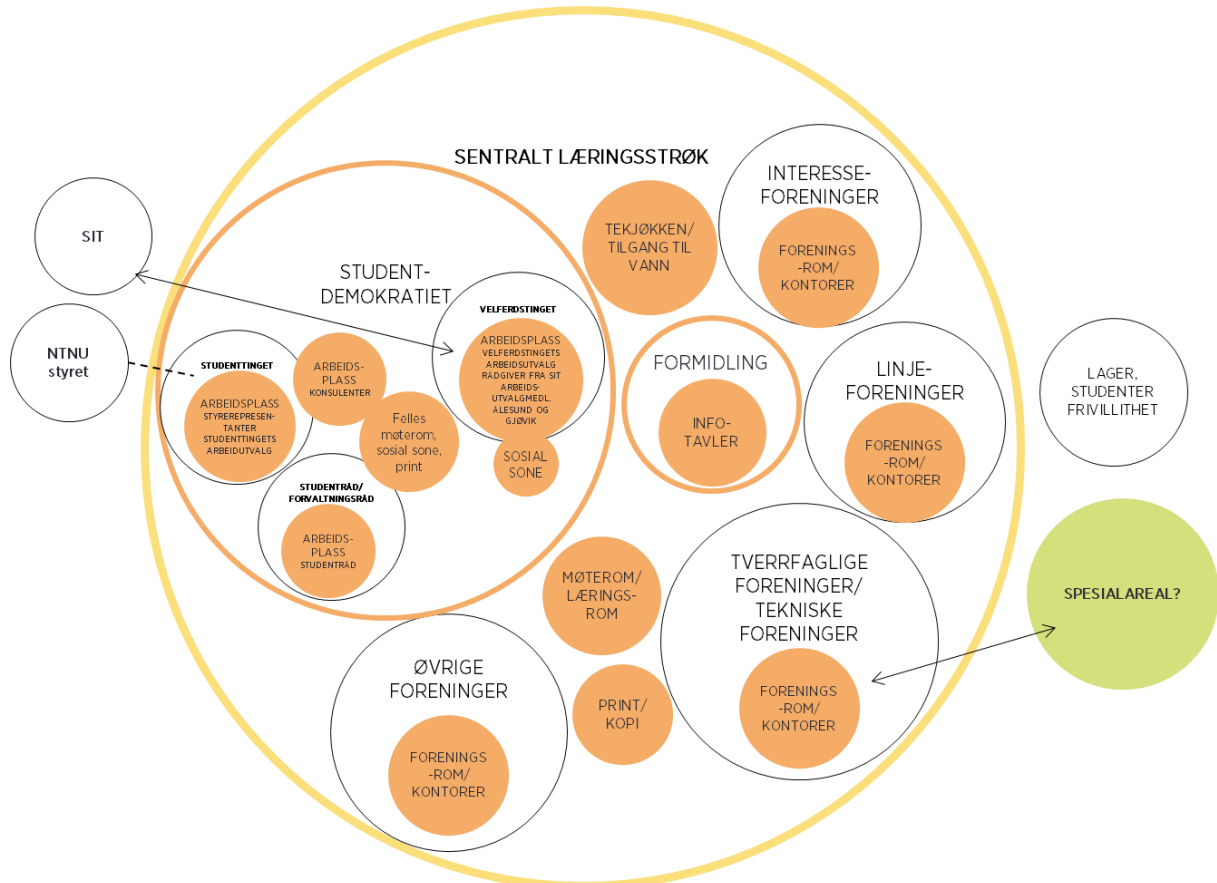 SENTRALT LÆRINGSSTRØK
INTERESSE-
FORENINGER
FORENINGS
-ROM/
KONTORER
TEKJØKKEN/
TILGANG TIL
VANN
SIT
STUDENT-
DEMOKRATIET
VELFERDSTINGET
ARBEIDSPLASS
VELFERDSTINGETS
ARBEIDSUTVALG
RÅDGIVER FRA SIT
ARBEIDS-
UTVALGMEDL.
ALESUND OG
GJØVIK
SOSIAL
SONE
NTNU
styret
STUDENTTINGET
ARBEIDSPLASS
STYREREPRESEN-
TANTER
STUDENTTINGETS
ARBEIDUTVALG
ARBEIDS-
PLASS
KONSULENTER
Felles
møterom,
sosial sone,
print
STUDENTRÅD/
FORVALTNINGSRÅD
ARBEIDS-
PLASS
STUDENTRÅD
FORMIDLING
INFO-
TAVLER
LINJE-
FORENINGER
FORENINGS
-ROM/
KONTORER
LAGER,
STUDENTER
FRIVILLITHET
MØTEROM/
LÆRINGS-
ROM
TVERRFAGLIGE
FORENINGER/
TEKNISKE
FORENINGER
FORENINGS
-ROM/
KONTORER
SPESIALAREAL?
ØVRIGE
FORENINGER
FORENINGS
-ROM/
KONTORER
PRINT/
KOPI